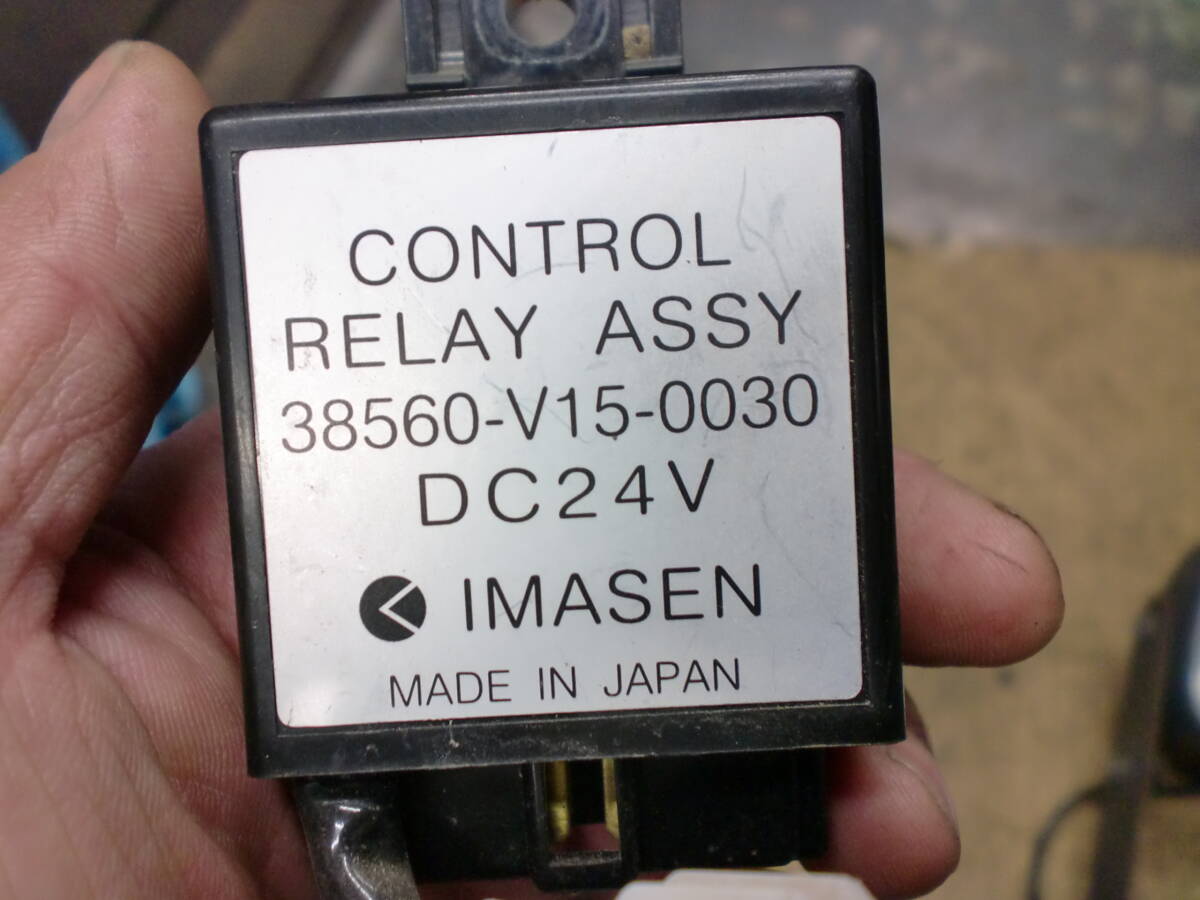 CONTROL
RELAY ASSY
38560-V15-0030
DC24V
IMASEN
MADE IN JAPAN